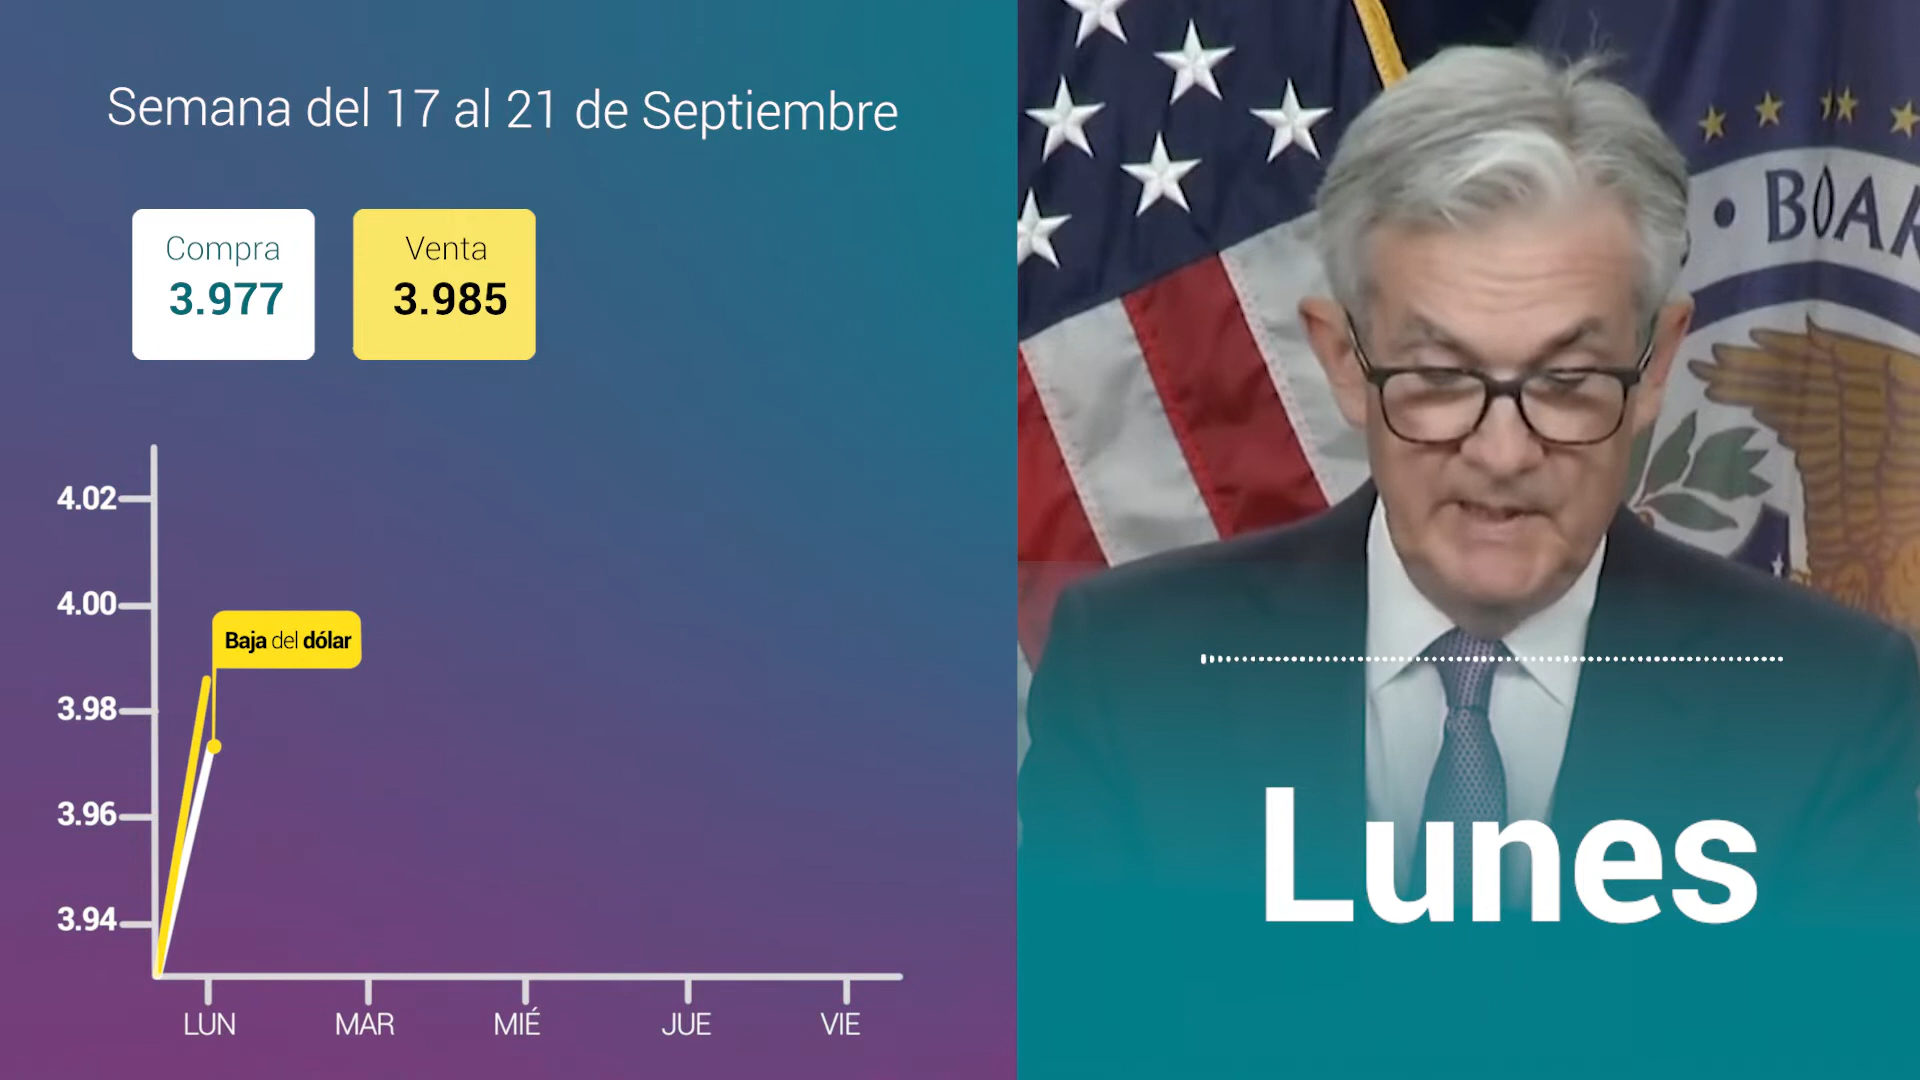 Semana del 17 al 21 de Septiembre
Compra
3.977
Venta
3.985
4.02
4.00
3.98
3.96
3.94
Baja del dólar
LUN
MAR
MIÉ
JUE
VIE
Lunes